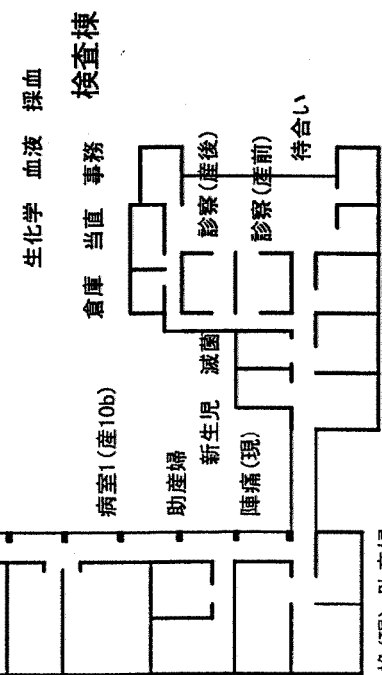 生化学 血液 採血
検査棟
倉庫 当直 事務
診察(産後)
診察(産前)
待合い
病室1(産10b)
助産婦
新生児 滅菌
陣痛(現)